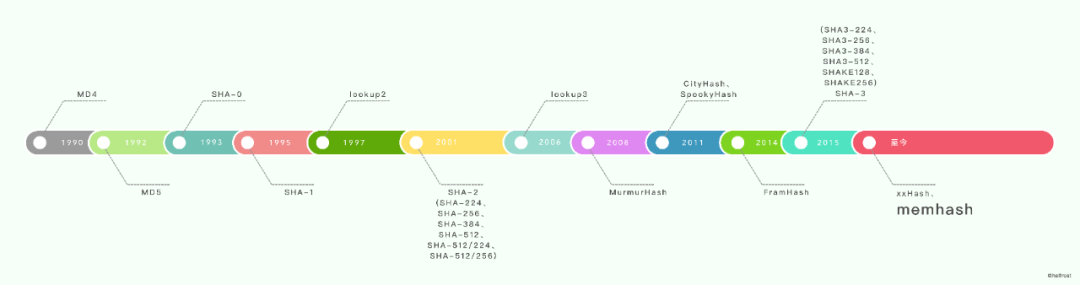 (SHA3-224、
SHA3-256、
SHA3-384、
SHA3-512、
SHAKE128、
SHAKE256)
SHA-3
MD4
SHA-0
lookup2
lookup3
CityHash、
SpookyHash
1990
1992
1993
1995
1997
2001
2006
2008
2011
2014
2015
至今
MD5
SHA-1
SHA-2
(SHA-224、
SHA-256、
SHA-384、
SHA-512、
SHA-512/224、
SHA-512/256)
MurmurHash
FramHash
xxHash、
memhash
©halfrost